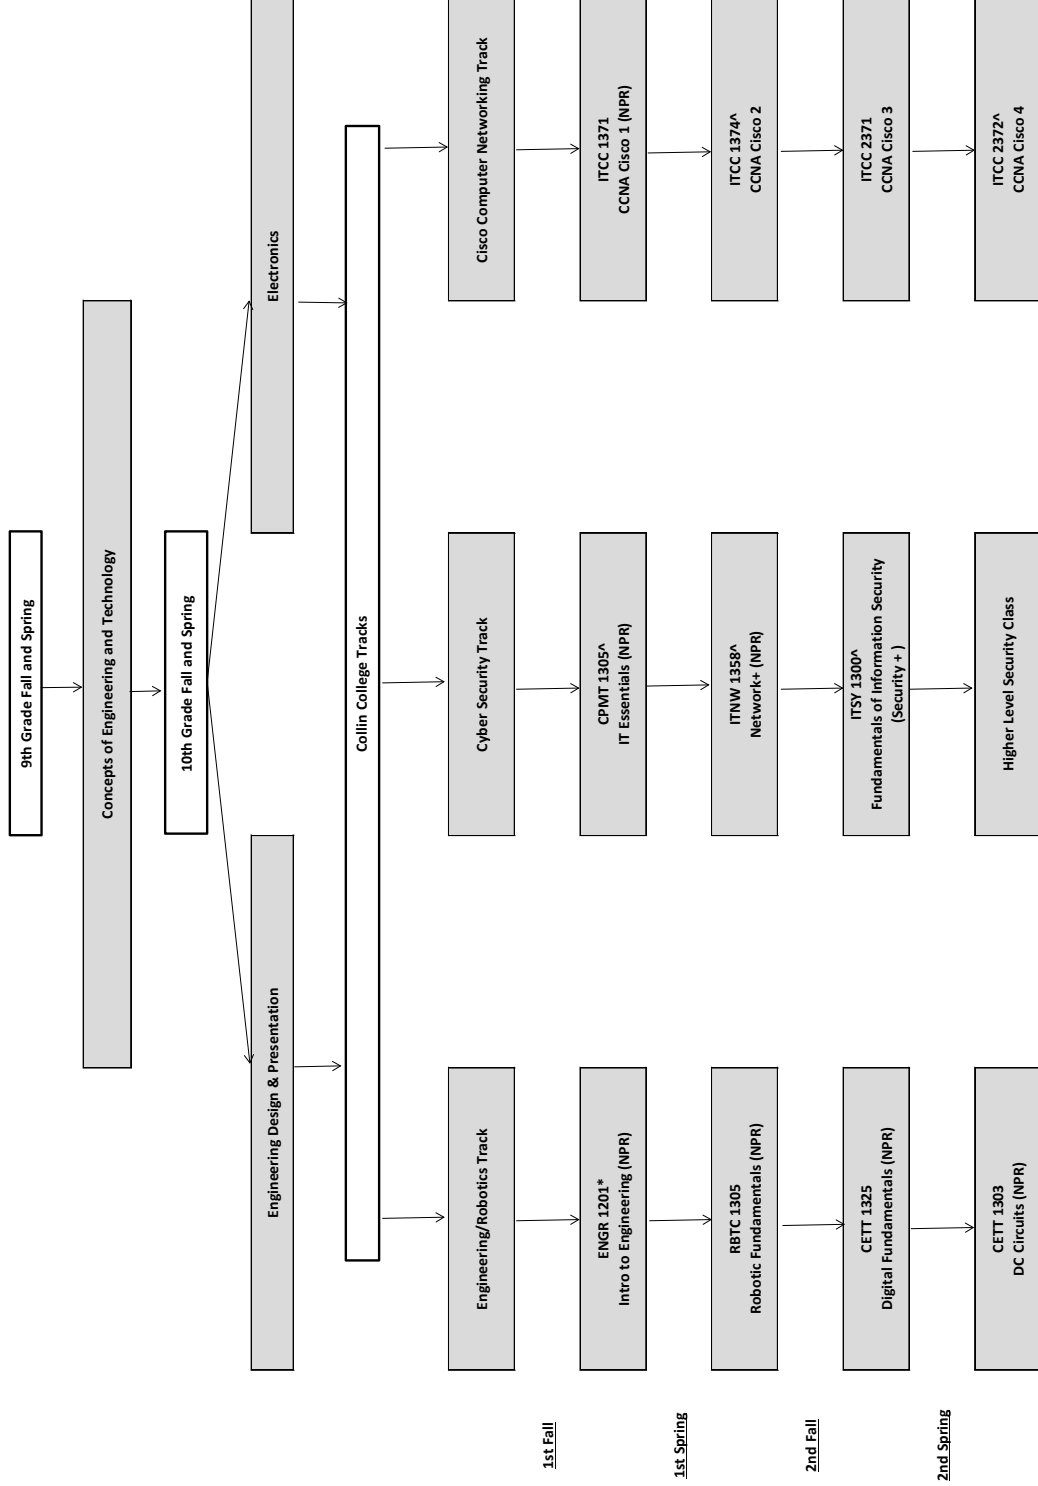 9th Grade Fall and Spring
Concepts of Engineering and Technology
10th Grade Fall and Spring
Engineering Design & Presentation
Electronics
Collin College Tracks
Engineering/Robotics Track
Cyber Security Track
Cisco Computer Networking Track
1st Fall
ENGR 1201*
Intro to Engineering (NPR)
CPMT 1305^
IT Essentials (NPR)
ITCC 1371
CCNA Cisco 1 (NPR)
1st Spring
RBTC 1305
Robotic Fundamentals (NPR)
ITNW 1358^
Network+ (NPR)
ITCC 1374^
CCNA Cisco 2
2nd Fall
CETT 1325
Digital Fundamentals (NPR)
ITSY 1300^
Fundamentals of Information Security
(Security + )
ITCC 2371
CCNA Cisco 3
2nd Spring
CETT 1303
DC Circuits (NPR)
Higher Level Security Class
ITCC 2372^
CCNA Cisco 4